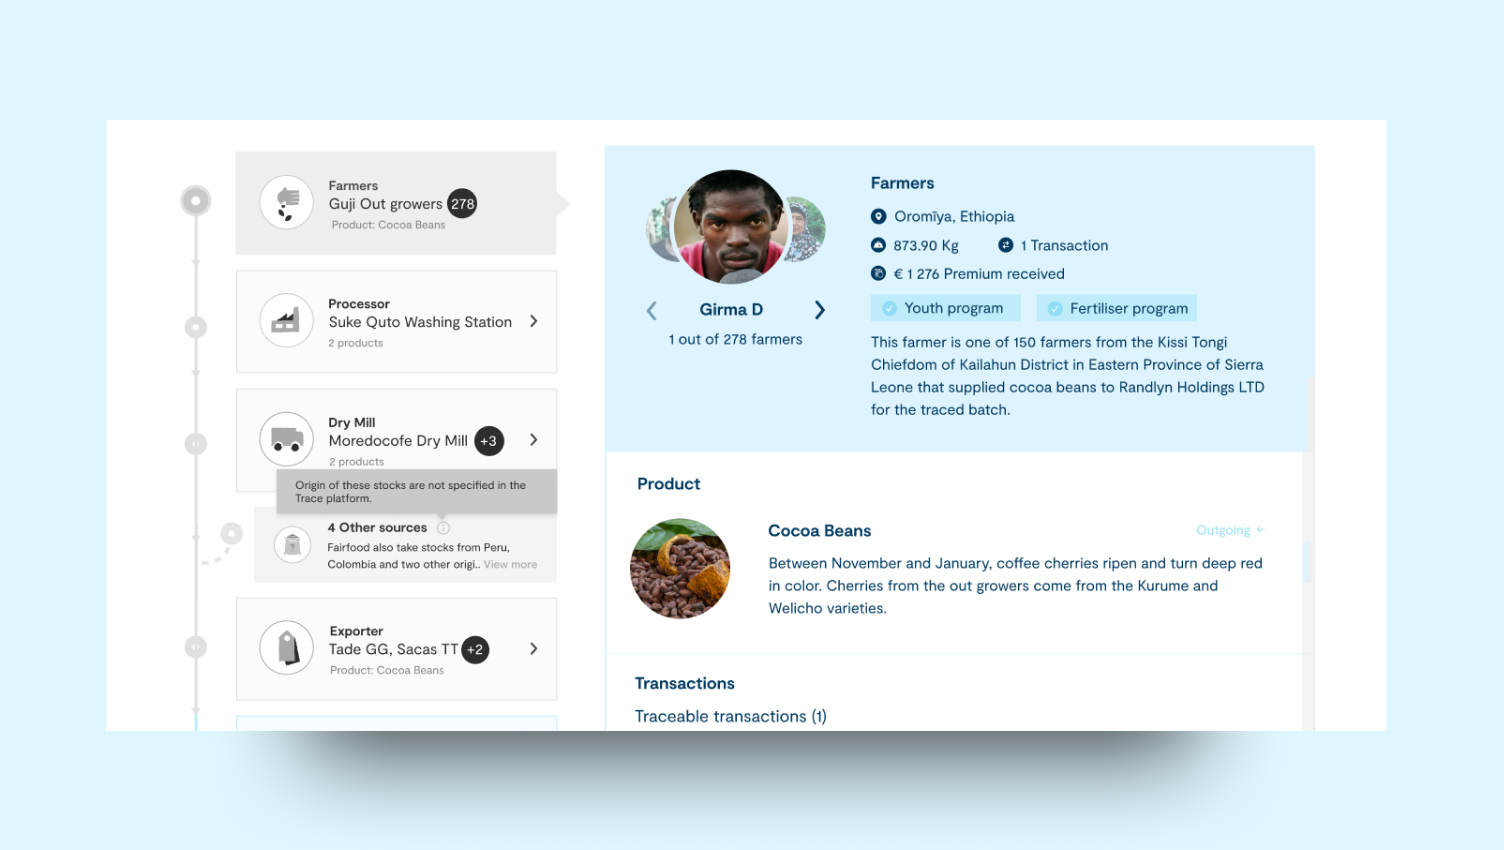 Farmers
Guji Out growers 278
Product: Cocoa Beans
Processor
Suke Quto Washing Station
2 products
Dry Mill
Moredocofe Dry Mill +3
2 products
Origin of these stocks are not specified in the
Trace platform.
4 Other sources
Fairfood also take stocks from Peru,
Colombia and two other origi.. View more
Exporter
Tade GG, Sacas TT +2
Product: Cocoa Beans
Girma D
1 out of 278 farmers
Farmers
Oromīya, Ethiopia
873.90 Kg 1 Transaction
€ 1 276 Premium received
Youth program Fertiliser program
This farmer is one of 150 farmers from the Kissi Tongi
Chiefdom of Kailahun District in Eastern Province of Sierra
Leone that supplied cocoa beans to Randlyn Holdings LTD
for the traced batch.
Product
Cocoa Beans
Outgoing
Between November and January, coffee cherries ripen and turn deep red
in color. Cherries from the out growers come from the Kurume and
Welicho varieties.
Transactions
Traceable transactions (1)